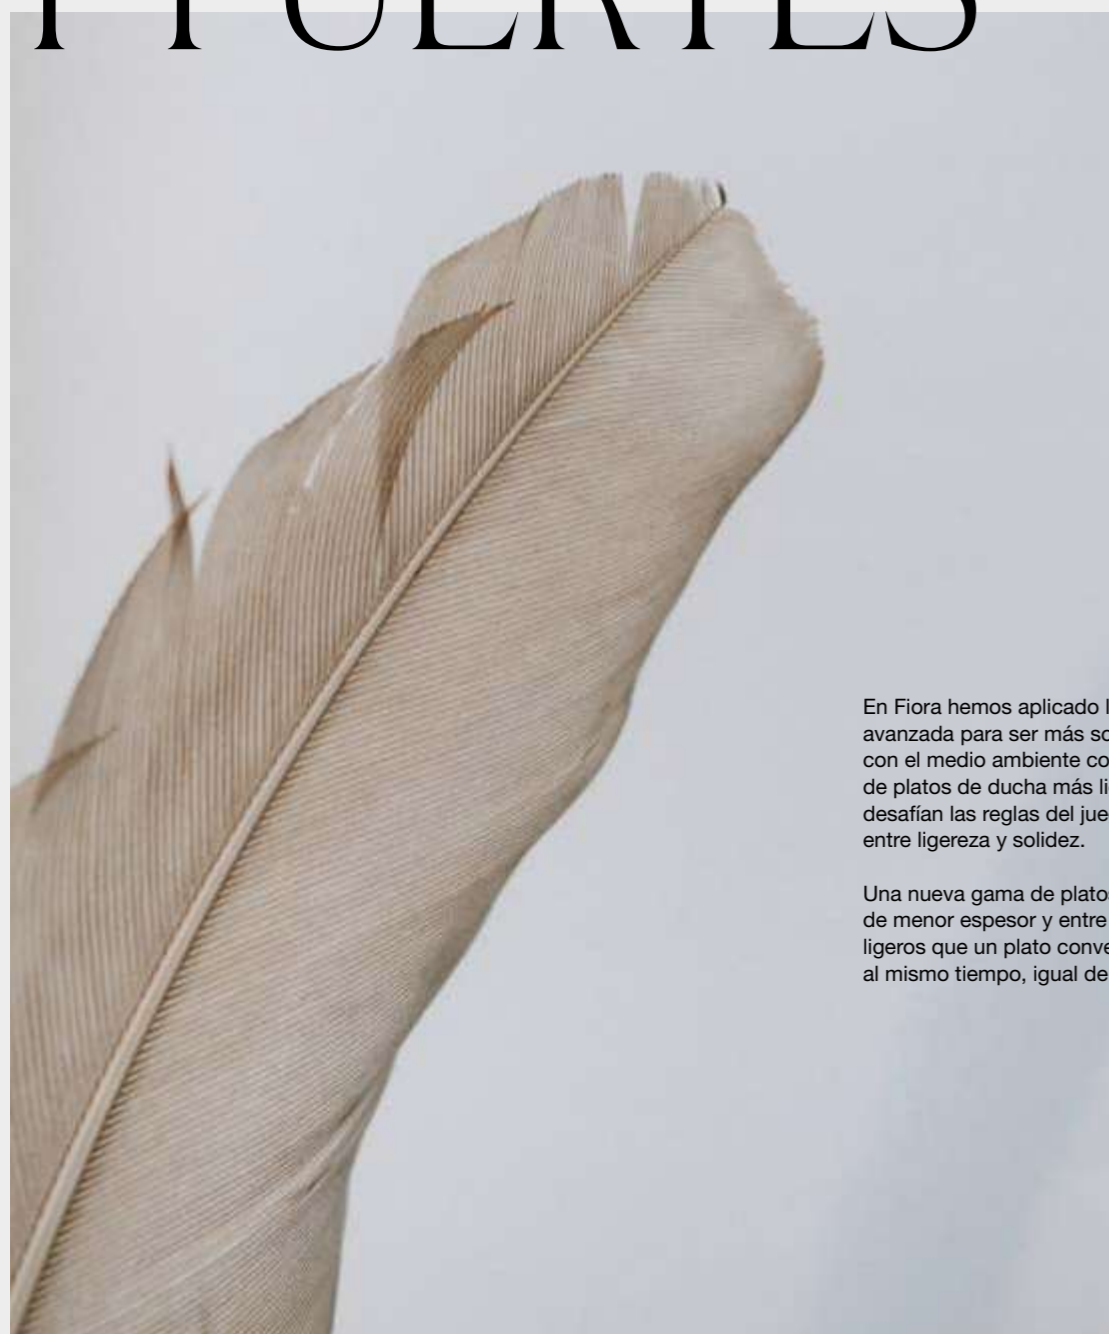 Y FUERTES
En Fiora hemos aplicado
avanzada para ser más
con el medio ambiente
de platos de ducha más
desafían las reglas del
entre ligereza y solidez.
Una nueva gama de
de menor espesor y entre
ligeros que un plato
al mismo tiempo, igual de